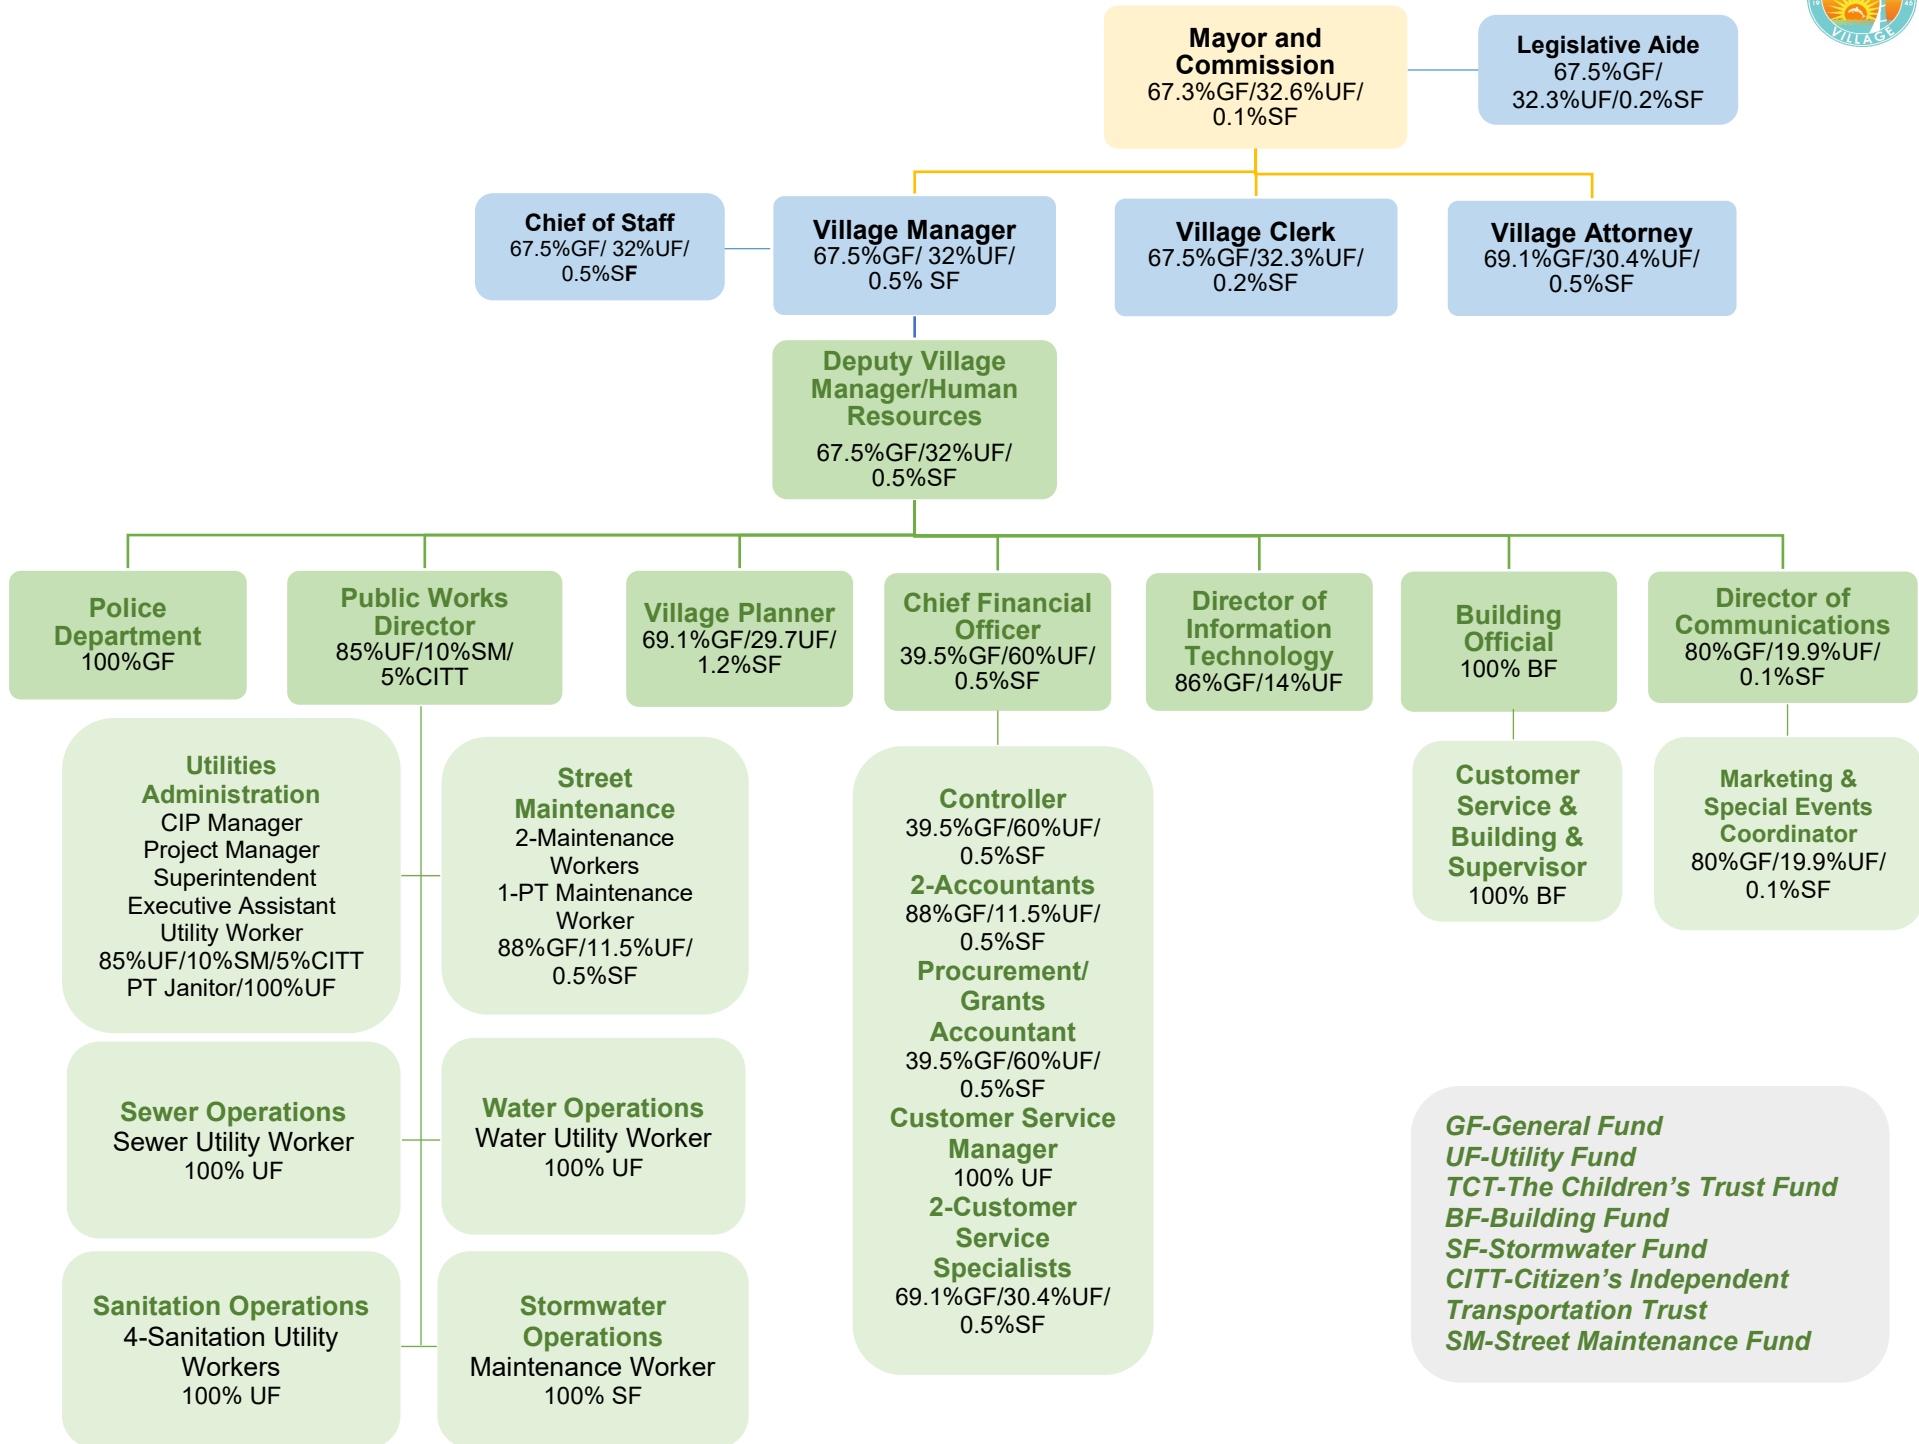 19 45
VILLAGE
Mayor and
Commission
67.3%GF/32.6%UF/
0.1%SF
Legislative Aide
67.5%GF/
32.3%UF/0.2%SF
Chief of Staff
67.5%GF/ 32%UF/
0.5%SF
Village Manager
67.5%GF/ 32%UF/
0.5% SF
Village Clerk
67.5%GF/32.3%UF/
0.2%SF
Village Attorney
69.1%GF/30.4%UF/
0.5%SF
Deputy Village
Manager/Human
Resources
67.5%GF/32%UF/
0.5%SF
Police
Department
100%GF
Public Works
Director
85%UF/10%SM/
5%CITT
Village Planner
69.1%GF/29.7UF/
1.2%SF
Chief Financial
Officer
39.5%GF/60%UF/
0.5%SF
Director of
Information
Technology
86%GF/14%UF
Building
Official
100% BF
Director of
Communications
80%GF/19.9%UF/
0.1%SF
Utilities
Administration
CIP Manager
Project Manager
Superintendent
Executive Assistant
Utility Worker
85%UF/10%SM/5%CITT
PT Janitor/100%UF
Street
Maintenance
2-Maintenance
Workers
1-PT Maintenance
Worker
88%GF/11.5%UF/
0.5%SF
Controller
39.5%GF/60%UF/
0.5%SF
2-Accountants
88%GF/11.5%UF/
0.5%SF
Procurement/
Grants
Accountant
39.5%GF/60%UF/
0.5%SF
Customer Service
Manager
100% UF
2-Customer
Service
Specialists
69.1%GF/30.4%UF/
0.5%SF
Customer
Service &
Building &
Supervisor
100% BF
Marketing &
Special Events
Coordinator
80%GF/19.9%UF/
0.1%SF
Sewer Operations
Sewer Utility Worker
100% UF
Water Operations
Water Utility Worker
100% UF
Sanitation Operations
4-Sanitation Utility
Workers
100% UF
Stormwater
Operations
Maintenance Worker
100% SF
GF-General Fund
UF-Utility Fund
TCT-The Children's Trust Fund
BF-Building Fund
SF-Stormwater Fund
CITT-Citizen's Independent
Transportation Trust
SM-Street Maintenance Fund